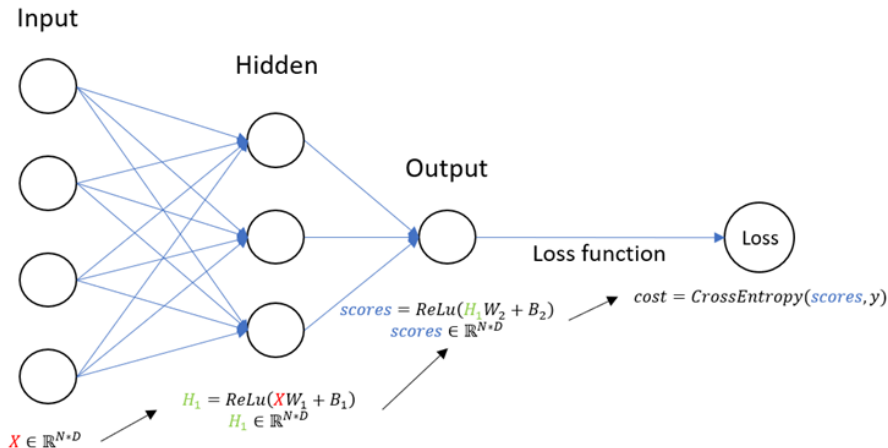 Input
Hidden
Output
Loss function
Loss
scores = ReLu(H₁W₂ + B₂)
scores ∈ ℝᴺ*ᴰ
cost = CrossEntropy(scores, y)
H₁ = ReLu(XW₁ + B₁)
H₁ ∈ ℝᴺ*ᴰ
X ∈ ℝᴺ*ᴰ